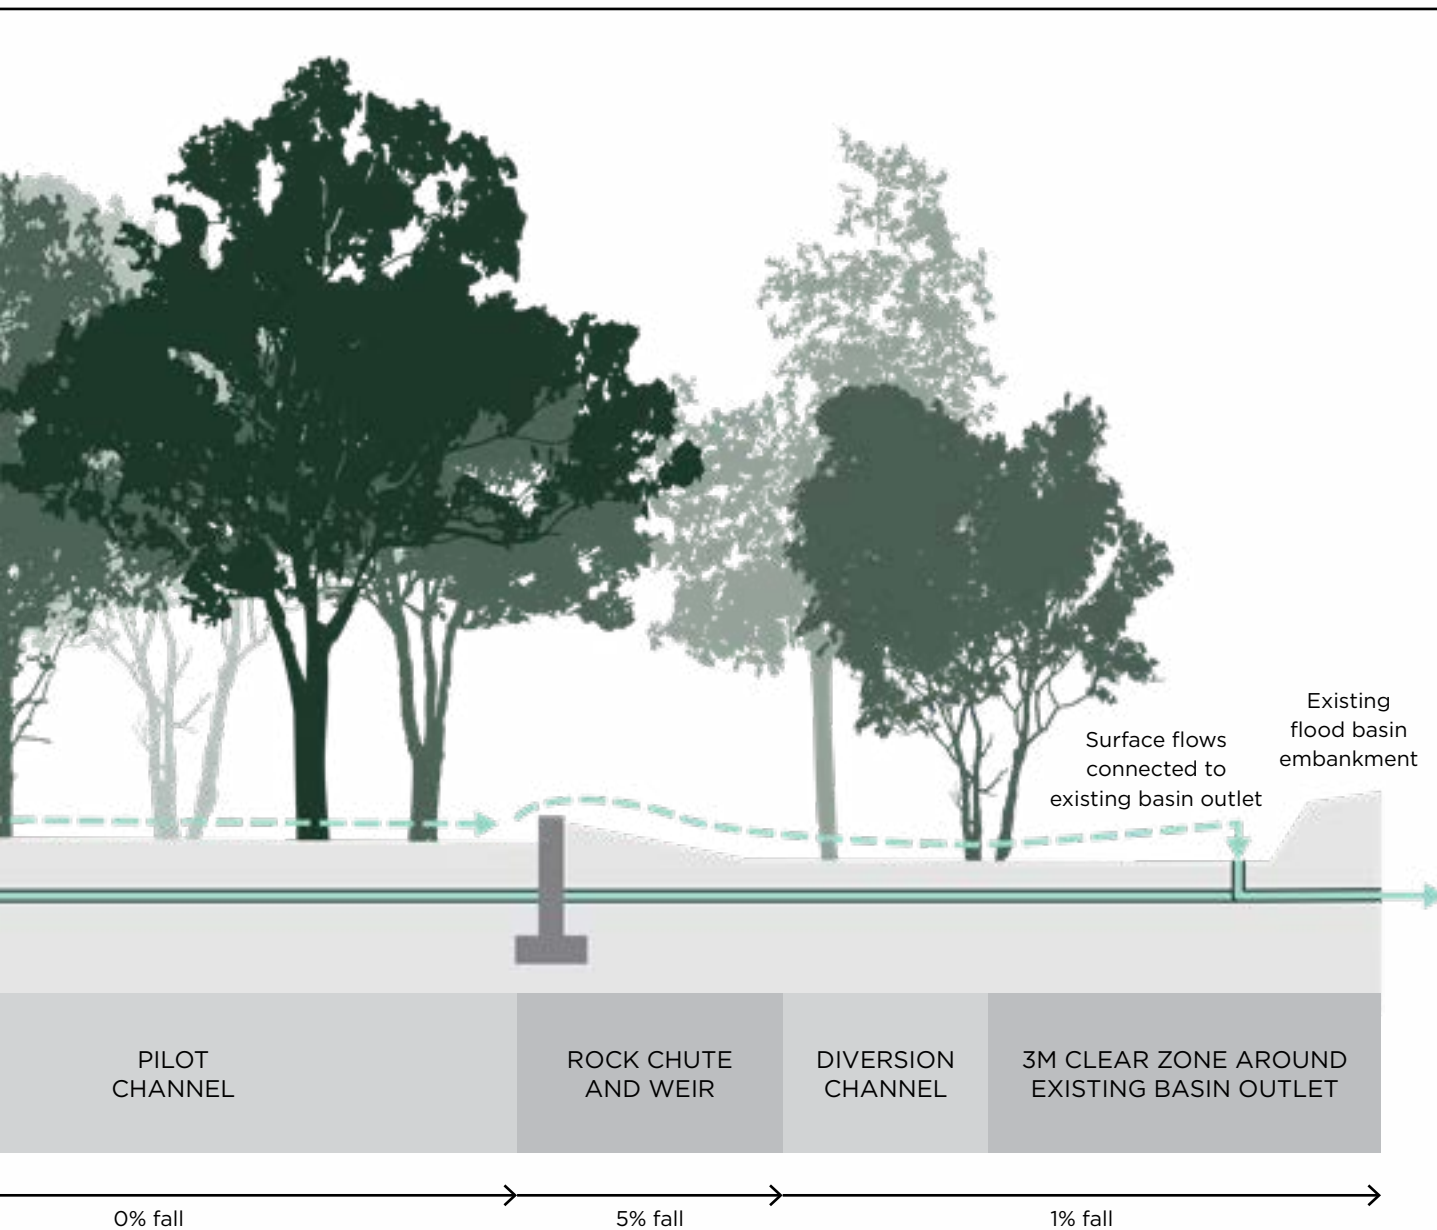 Existing
flood basin
embankment
Surface flows
connected to
existing basin outlet
PILOT
CHANNEL
ROCK CHUTE
AND WEIR
DIVERSION
CHANNEL
3M CLEAR ZONE AROUND
EXISTING BASIN OUTLET
0% fall
5% fall
1% fall